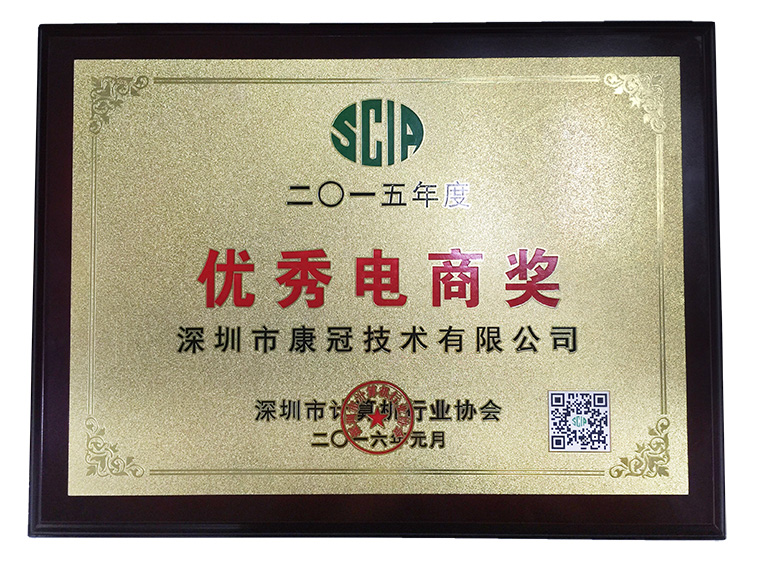 SCIA
二〇一五年度
优秀电商奖
深圳市康冠技术有限公司
深圳市计算机行业协会
二〇一六年元月
SCIA